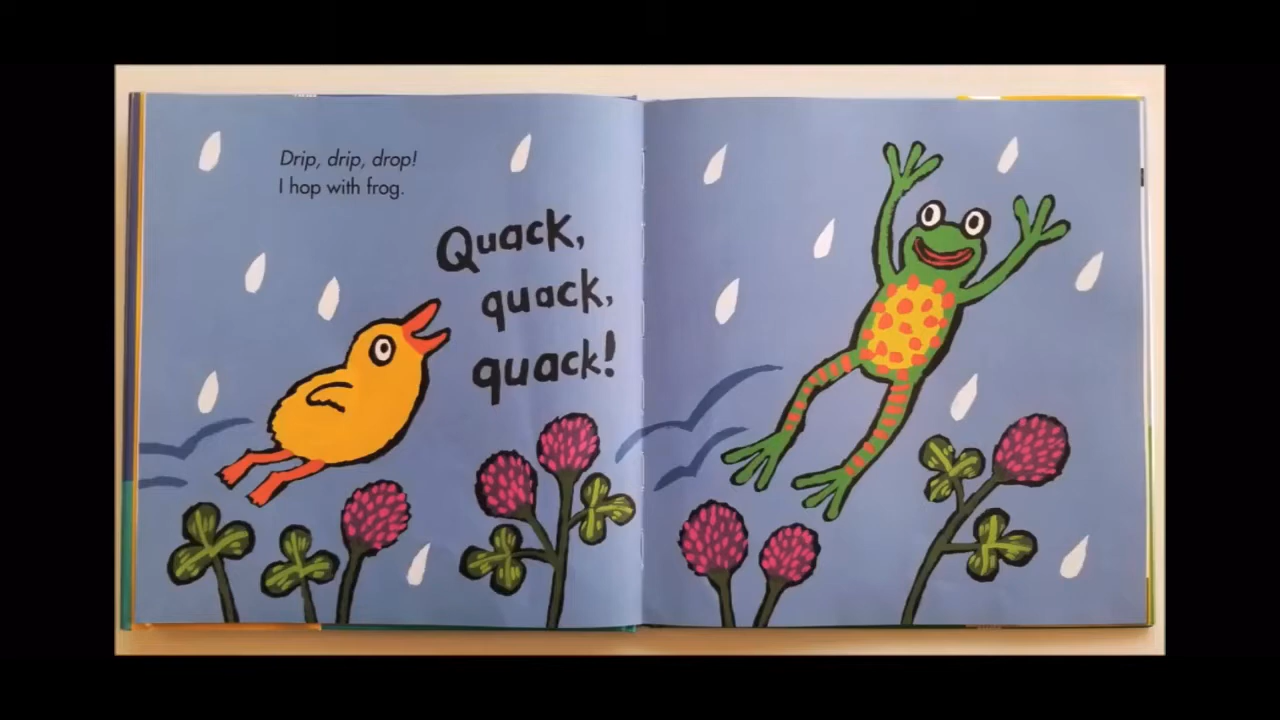 Drip, drip, drop!
I hop with frog.
Quack,
quack,
quack!